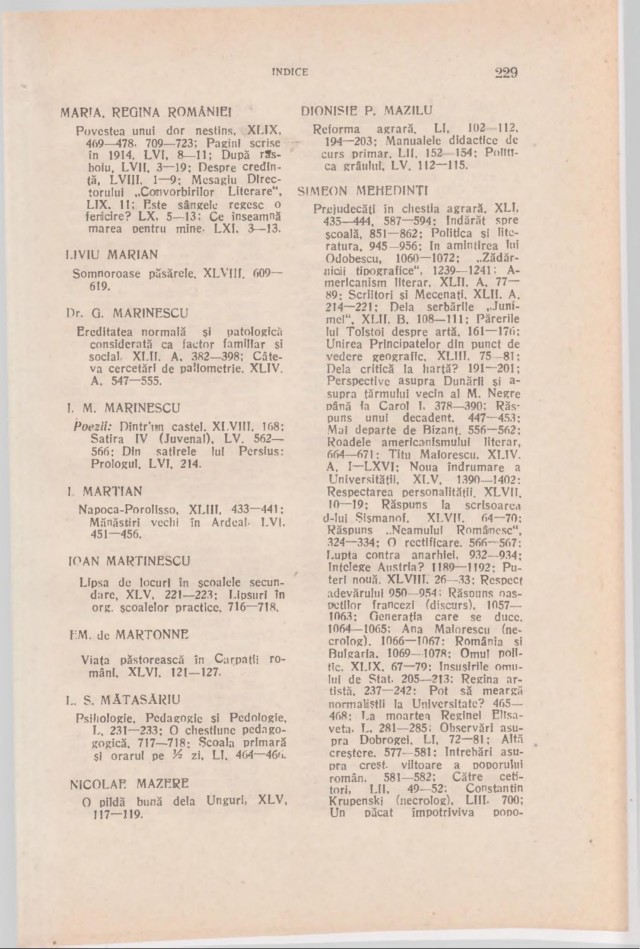 INDICE 229
MARIA, REGINA ROMÂNIEI
Povestea unui dor nestins, XLIX,
469—478, 709—723; Pagini scrise
în 1914, LVI, 8—11; După răs-
boiu, LVII, 3—19; Despre credin-
ță, LVIII, 1—9; Mesagiu Direc-
torului „Convorbirilor Literare",
LIX, 11; Este sângele regesc o
fericire? LX, 5—13; Ce înseamnă
marea pentru mine, LXI, 3—13.
LIVIU MARIAN
Somnoroase păsărele, XLVIII, 609—
619.
Dr. G. MARINESCU
Ereditatea normală și patologică
considerată ca factor familiar și
social, XLII, A, 382—398; Câte-
va cercetări de paliometrie, XLIV,
A, 547—555.
I. M. MARINESCU
Poezii: Dintr'un castel, XLVIII, 168;
Satira IV (Juvenal), LV, 562—
566; Din satirele lui Persius:
Prologul, LVI, 214.
I. MARTIAN
Napoca-Porolisso, XLIII, 433—441;
Mănăstiri vechi în Ardeal, LVI,
451—456.
IOAN MARTINESCU
Lipsa de locuri în școalele secun-
dare, XLV, 221—223; Lipsuri în
org. școalelor practice, 716—718.
EM. de MARTONNE
Viața păstorească în Carpații ro-
mâni, XLVI, 121—127.
L. S. MĂTASĂRIU
Psihologie, Pedagogie și Pedologie,
L, 231—233; O chestiune pedago-
gogică, 717—718; Școala primară
și orarul pe ½ zi, LI, 464—466.
NICOLAE MAZERE
O pildă bună dela Unguri, XLV,
117—119.
DIONISIE P. MAZILU
Reforma agrară, LI, 102—112,
194—203; Manualele didactice de
curs primar, LII, 152—154; Politi-
ca grâului, LV, 112—115.
SIMEON MEHEDINȚI
Prejudecăți în chestia agrară, XLI,
435—444, 587—594; Indărăt spre
școală, 851—862; Politica și lite-
ratura, 945—956; In amintirea lui
Odobescu, 1060—1072; „Zădăr-
nicii tipografice", 1239—1241; A-
mericanism literar, XLII, A, 77—
89; Scriitori și Mecenați, XLII, A,
214—221; Dela serbările „Juni-
mei", XLII, B, 108—111; Părerile
lui Tolstoi despre artă, 161—176;
Unirea Principatelor din punct de
vedere geografic, XLIII, 75—81;
Dela critică la hartă? 191—201;
Perspective asupra Dunării și a-
supra țărmului vecin al M. Negre
până la Carol I, 378—390; Răs-
puns unui decadent, 447—453;
Mai departe de Bizanț, 556—562;
Roadele americanismului literar,
664—671; Titu Maiorescu, XLIV,
A, I—LXVI; Noua îndrumare a
Universității, XLV, 1390—1402;
Respectarea personalității, XLVII,
10—19; Răspuns la scrisoarea
d-lui Sismanof, XLVII, 64—70;
Răspuns „Neamului Românesc",
324—334; O rectificare, 566—567;
Lupta contra anarhiei, 932—934;
Ințelege Austria? 1189—1192; Pu-
teri nouă, XLVIII, 26—33; Respect
adevărului 950—954; Răspuns oas-
peților francezi (discurs), 1057—
1063; Generația care se duce,
1064—1065; Ana Maiorescu (ne-
crolog), 1066—1067; România și
Bulgaria, 1069—1078; Omul poli-
tic, XLIX, 67—79; Insușirile omu-
lui de Stat, 205—213; Regina ar-
tistă, 237—242; Pot să meargă
normaliștii la Universitate? 465—
468; La moartea Reginei Elisa-
veta, L, 281—285; Observări asu-
pra Dobrogei, LI, 72—81; Altă
creștere, 577—581; Intrebări asu-
pra crest. viitoare a poporului
român, 581—582; Către ceti-
tori, LII, 49—52; Constantin
Krupenski (necrolog), LIII, 700;
Un păcat împotriviva popo-